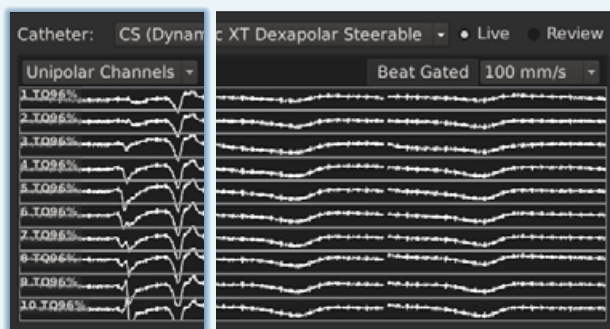 Catheter: CS (Dynamic XT Dexapolar Steerable Live Review
Unipolar Channels Beat Gated 100 mm/s
1 TQ96%
2 TQ96%
3 TQ96%
4 TQ96%
5 TQ96%
6 TQ96%
7 TQ96%
8 TQ96%
9 TQ96%
10 TQ96%